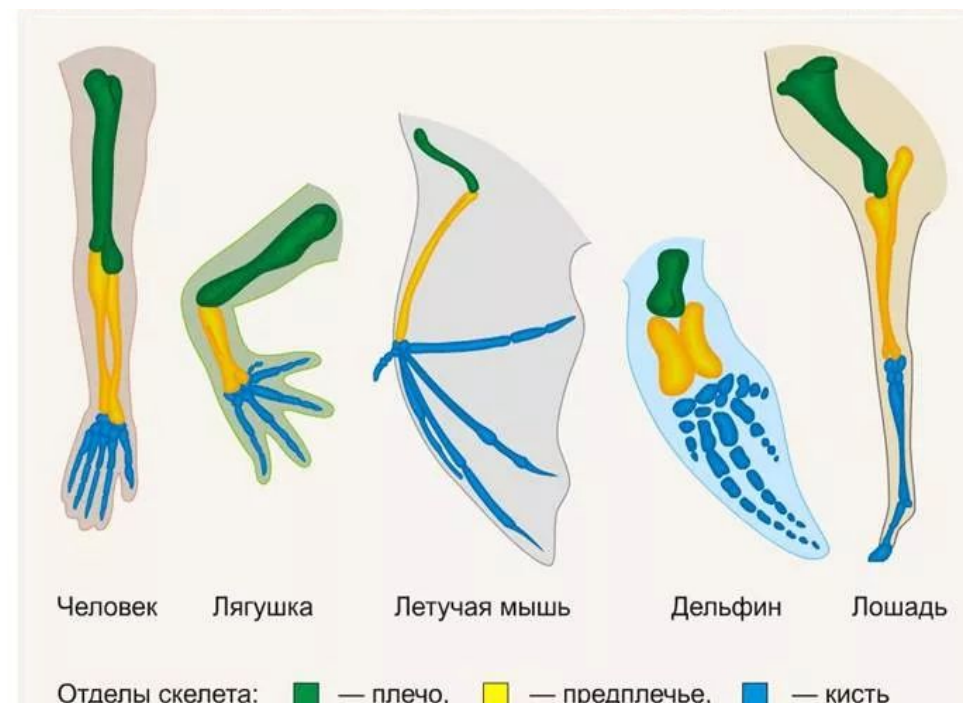 Человек Лягушка Летучая мышь Дельфин Лошадь
Отделы скелета: — плечо, — предплечье, — кисть